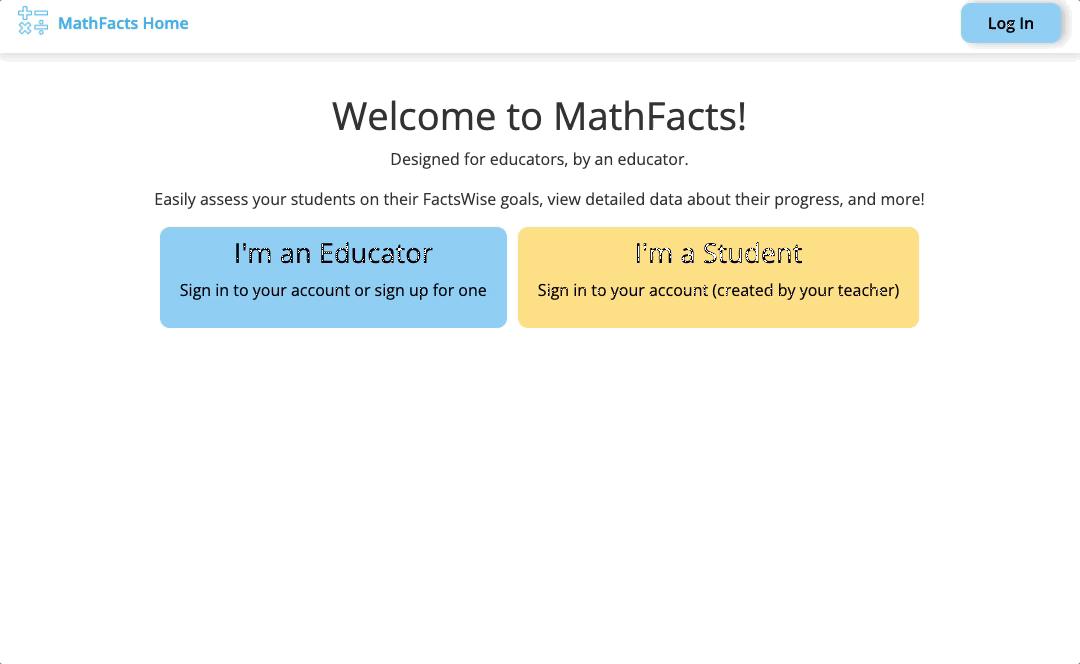 MathFacts Home
Log In
Welcome to MathFacts!
Designed for educators, by an educator.
Easily assess your students on their FactsWise goals, view detailed data about their progress, and more!
I'm an Educator
Sign in to your account or sign up for one
I'm a Student
Sign in to your account (created by your teacher)